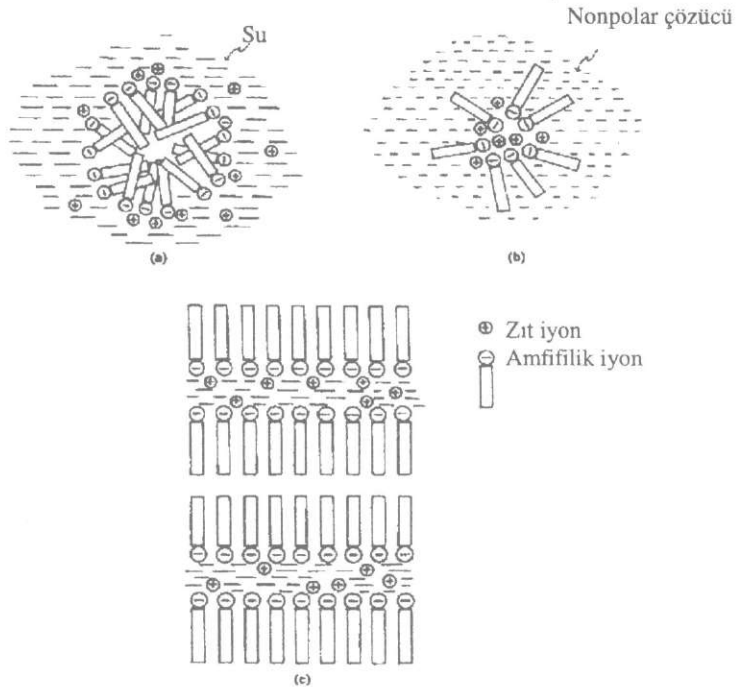 Su
Nonpolar çözücü
(a)
(b)
⊕ Zıt iyon
⊖ Amfifilik iyon
(c)